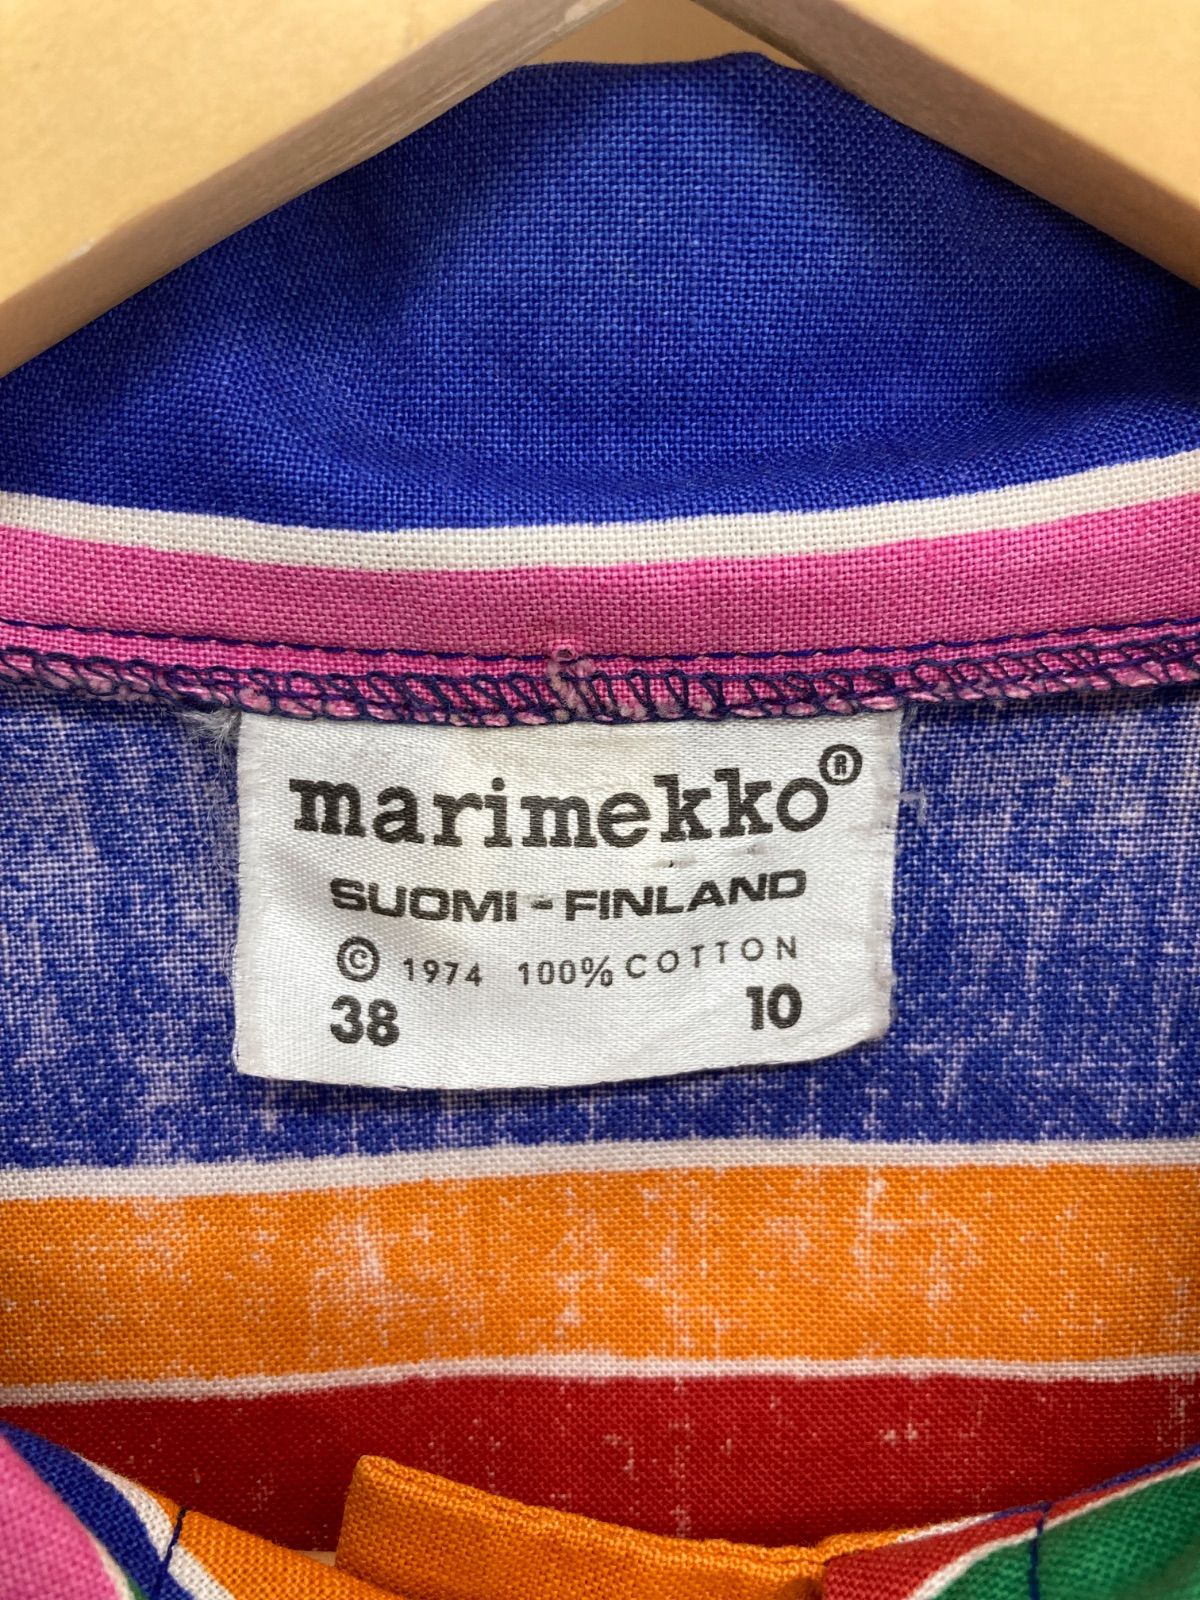 marimekko®
SUOMI - FINLAND
© 1974 100% COTTON
38 10